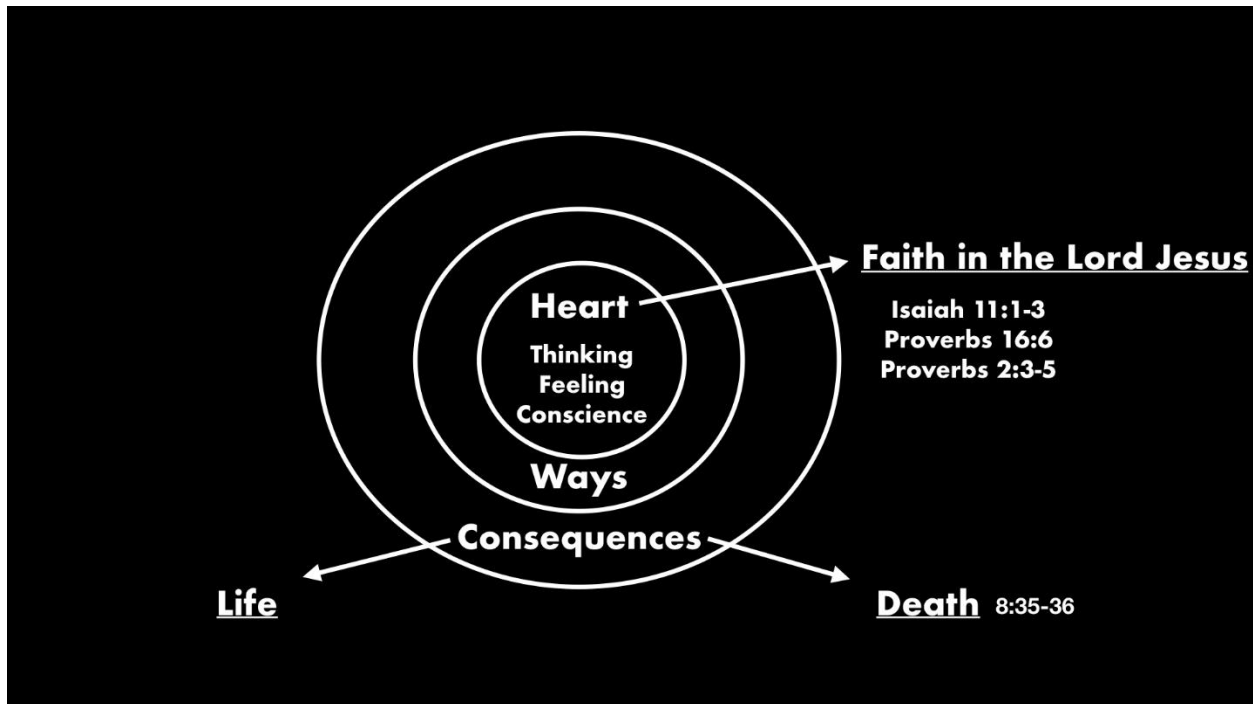 Faith in the Lord Jesus
Isaiah 11:1-3
Proverbs 16:6
Proverbs 2:3-5
Heart
Thinking
Feeling
Conscience
Ways
Consequences
Life
Death 8:35-36